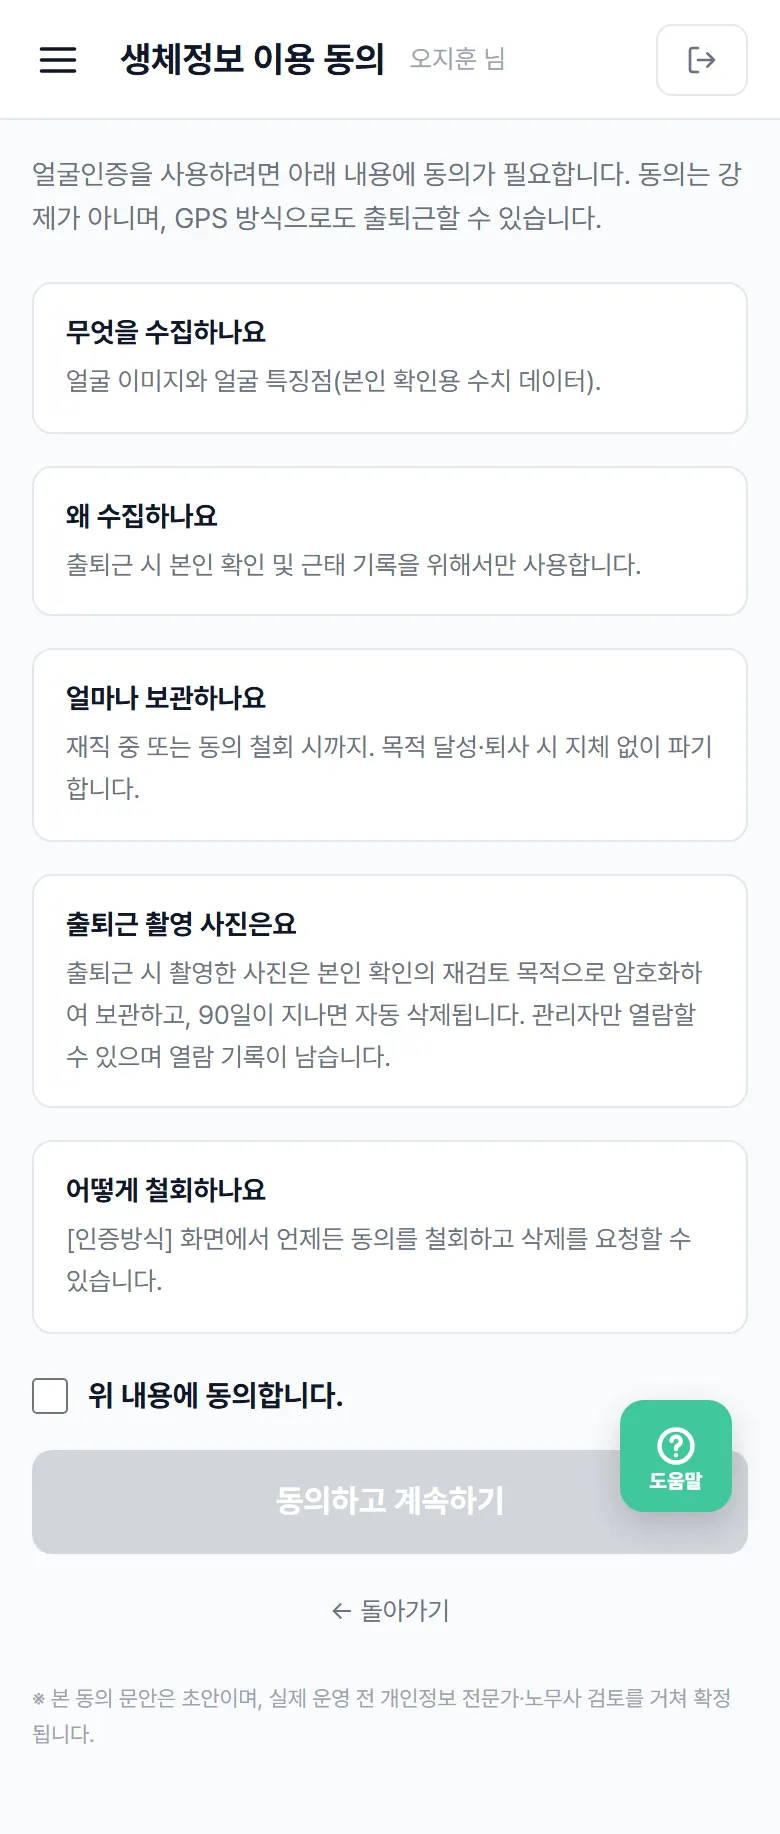 생체정보 이용 동의 오지훈 님
얼굴인증을 사용하려면 아래 내용에 동의가 필요합니다. 동의는 강
제가 아니며, GPS 방식으로도 출퇴근할 수 있습니다.
무엇을 수집하나요
얼굴 이미지와 얼굴 특징점(본인 확인용 수치 데이터).
왜 수집하나요
출퇴근 시 본인 확인 및 근태 기록을 위해서만 사용합니다.
얼마나 보관하나요
재직 중 또는 동의 철회 시까지. 목적 달성·퇴사 시 지체 없이 파기
합니다.
출퇴근 촬영 사진은요
출퇴근 시 촬영한 사진은 본인 확인의 재검토 목적으로 암호화하
여 보관하고, 90일이 지나면 자동 삭제됩니다. 관리자만 열람할
수 있으며 열람 기록이 남습니다.
어떻게 철회하나요
[인증방식] 화면에서 언제든 동의를 철회하고 삭제를 요청할 수
있습니다.
위 내용에 동의합니다.
동의하고 계속하기
도움말
← 돌아가기
※ 본 동의 문안은 초안이며, 실제 운영 전 개인정보 전문가·노무사 검토를 거쳐 확정
됩니다.